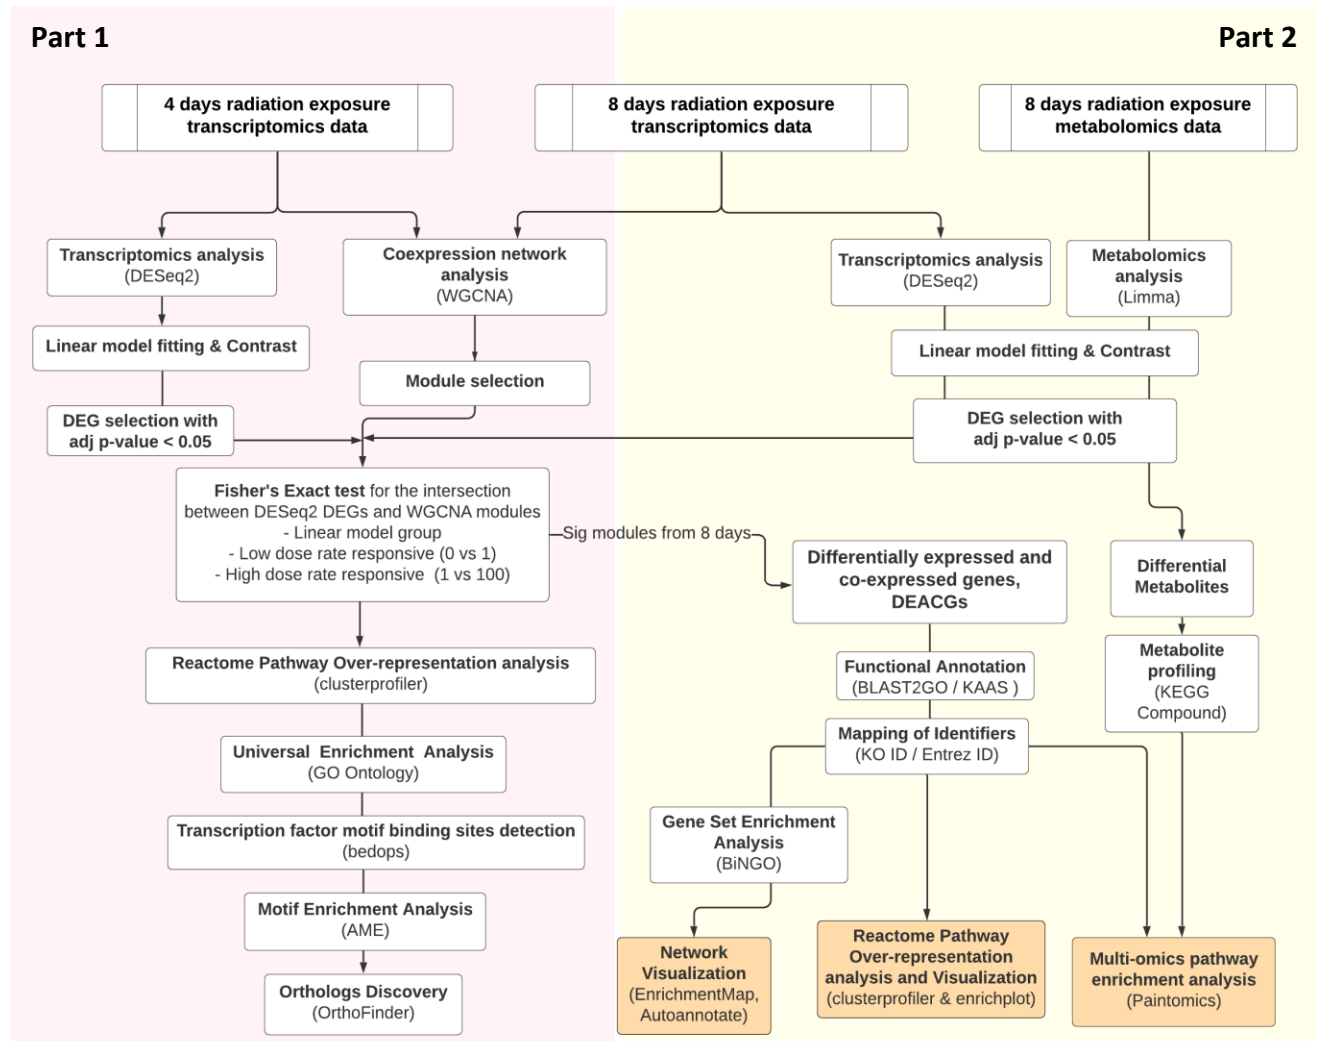 Part 1
Part 2
4 days radiation exposure
transcriptomics data
8 days radiation exposure
transcriptomics data
8 days radiation exposure
metabolomics data
Transcriptomics analysis
(DESeq2)
Coexpression network
analysis
(WGCNA)
Transcriptomics analysis
(DESeq2)
Metabolomics
analysis
(Limma)
Linear model fitting & Contrast
Linear model fitting & Contrast
Module selection
DEG selection with
adj p-value < 0.05
DEG selection with
adj p-value < 0.05
Fisher's Exact test for the intersection
between DESeq2 DEGs and WGCNA modules
- Linear model group
- Low dose rate responsive (0 vs 1)
- High dose rate responsive (1 vs 100)
Sig modules from 8 days
Differentially expressed and
co-expressed genes,
DEACGs
Differential
Metabolites
Reactome Pathway Over-representation analysis
(clusterprofiler)
Functional Annotation
(BLAST2GO / KAAS )
Metabolite
profiling
(KEGG
Compound)
Universal Enrichment Analysis
(GO Ontology)
Mapping of Identifiers
(KO ID / Entrez ID)
Transcription factor motif binding sites detection
(bedops)
Gene Set Enrichment
Analysis
(BiNGO)
Motif Enrichment Analysis
(AME)
Orthologs Discovery
(OrthoFinder)
Network
Visualization
(EnrichmentMap,
Autoannotate)
Reactome Pathway
Over-representation
analysis and Visualization
(clusterprofiler & enrichplot)
Multi-omics pathway
enrichment analysis
(Paintomics)